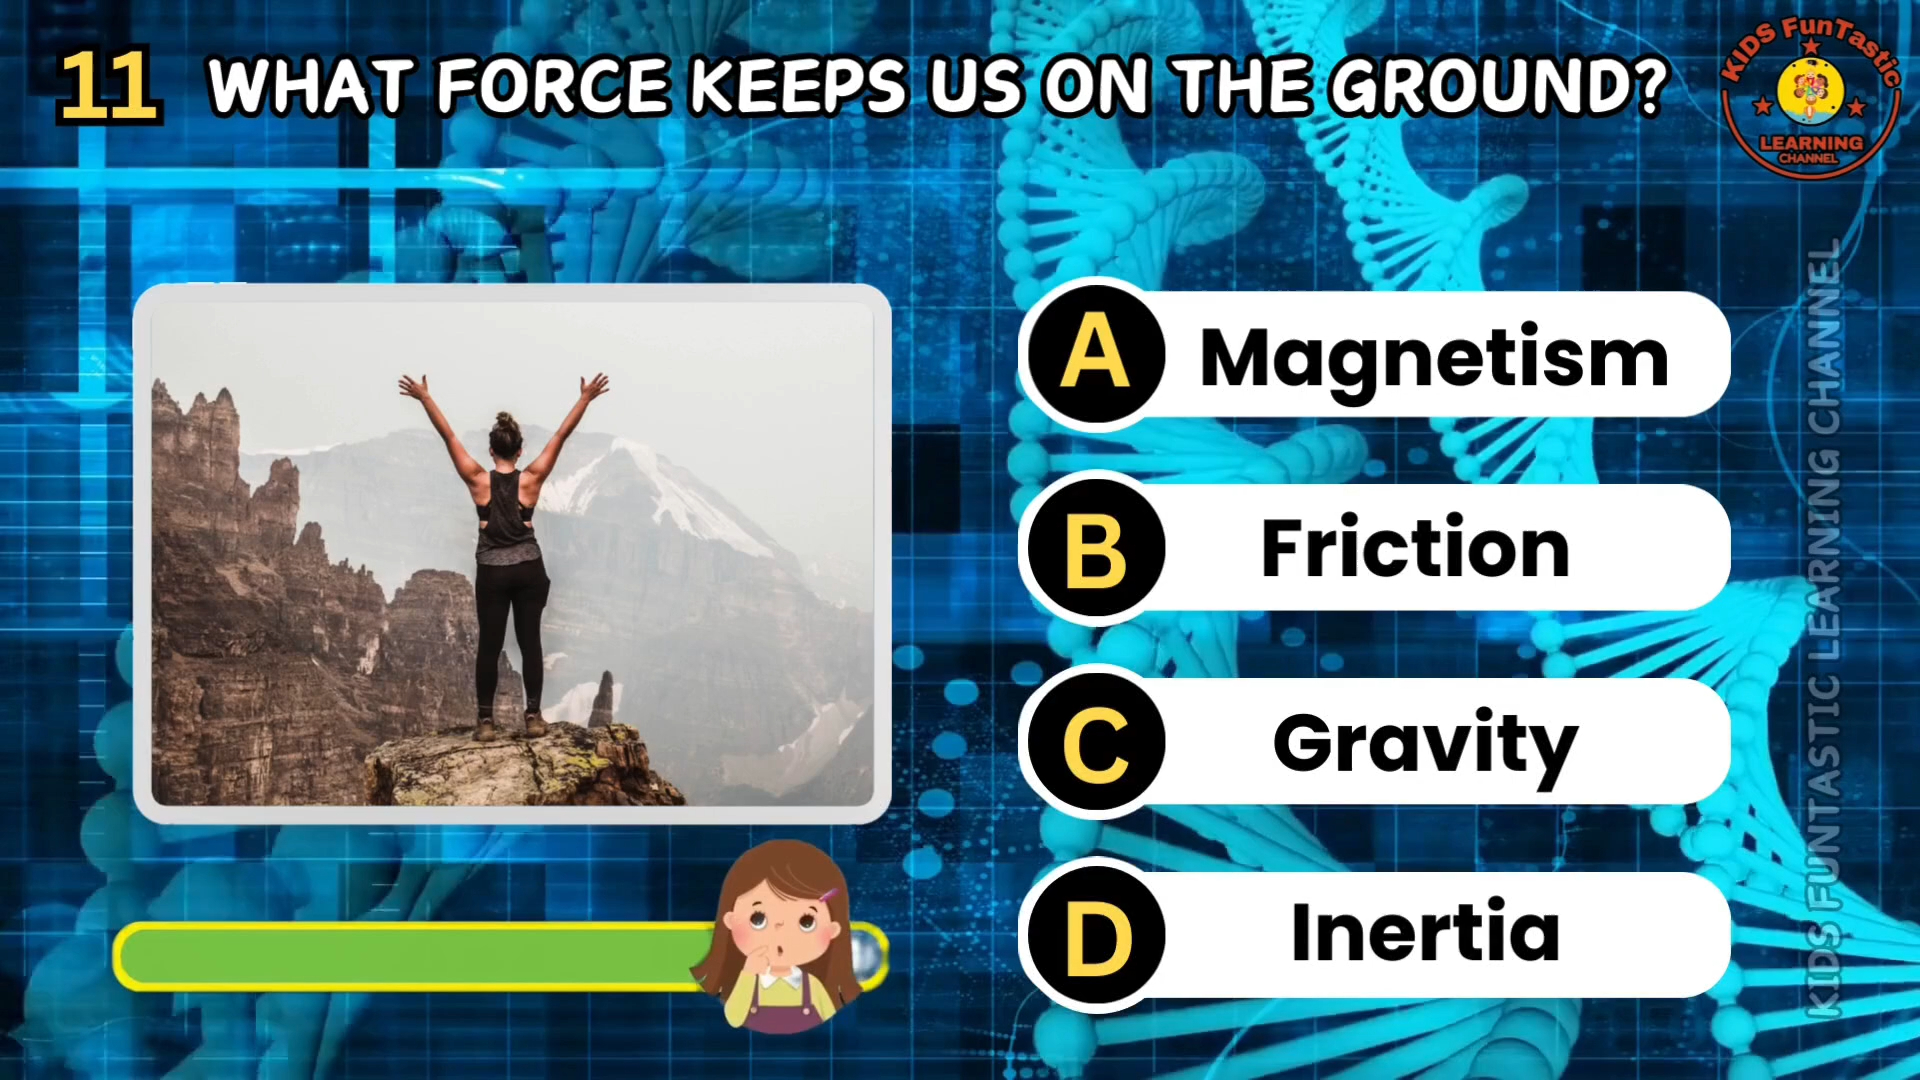 11 WHAT FORCE KEEPS US ON THE GROUND?
KIDS FunTastic
LEARNING
CHANNEL
A Magnetism
B Friction
C Gravity
D Inertia
KIDS FUNTASTIC LEARNING CHANNEL